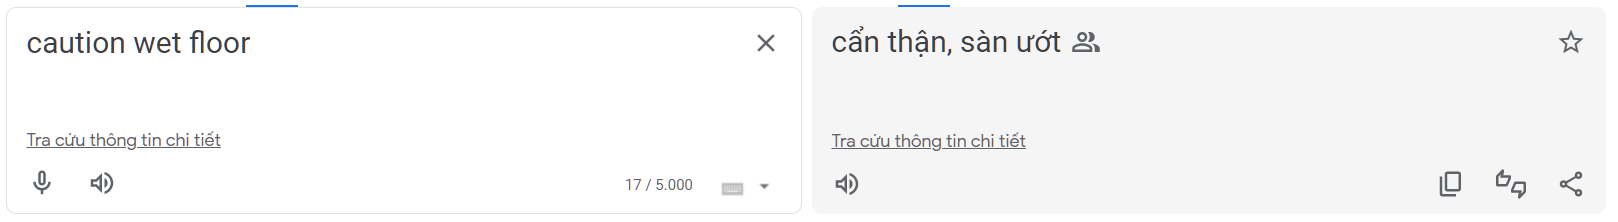 caution wet floor
cẩn thận, sàn ướt
Tra cứu thông tin chi tiết
Tra cứu thông tin chi tiết
17 / 5.000